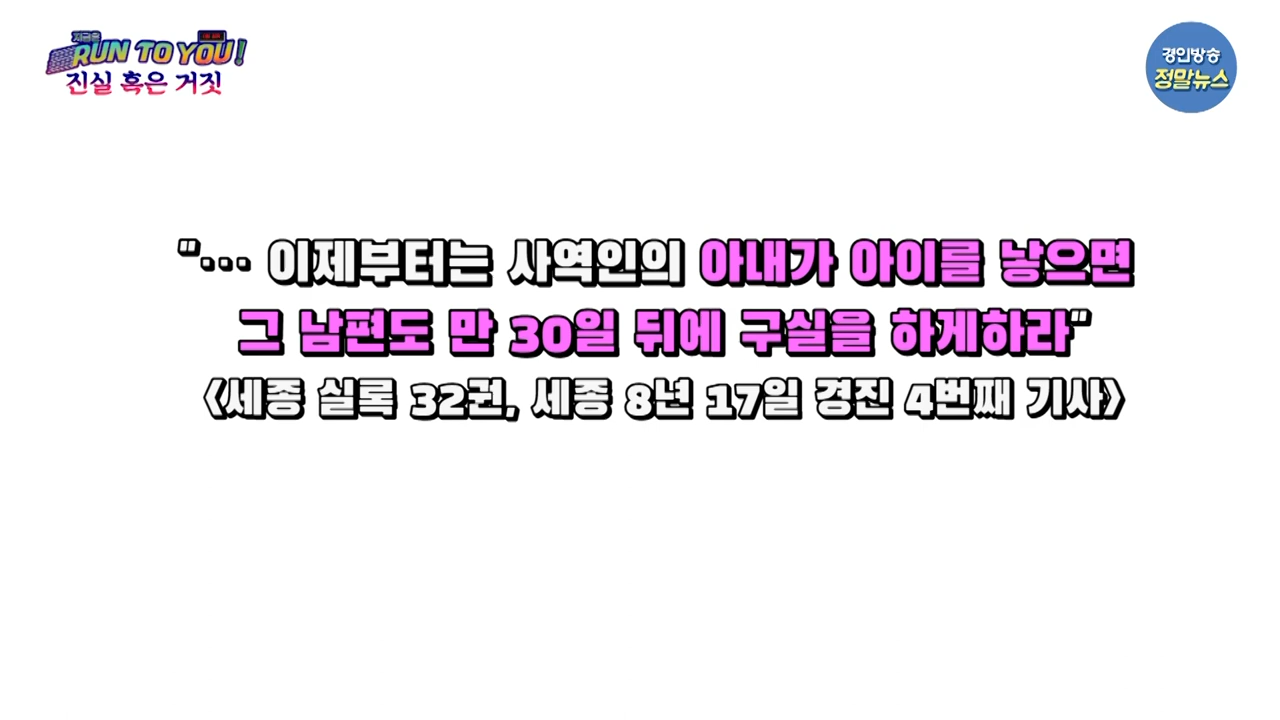 지금은
RUN TO YOU!
진실 혹은 거짓
경인방송
정말뉴스
"… 이제부터는 사역인의 아내가 아이를 낳으면
그 남편도 만 30일 뒤에 구실을 하게하라"
<세종 실록 32권, 세종 8년 17일 경진 4번째 기사>